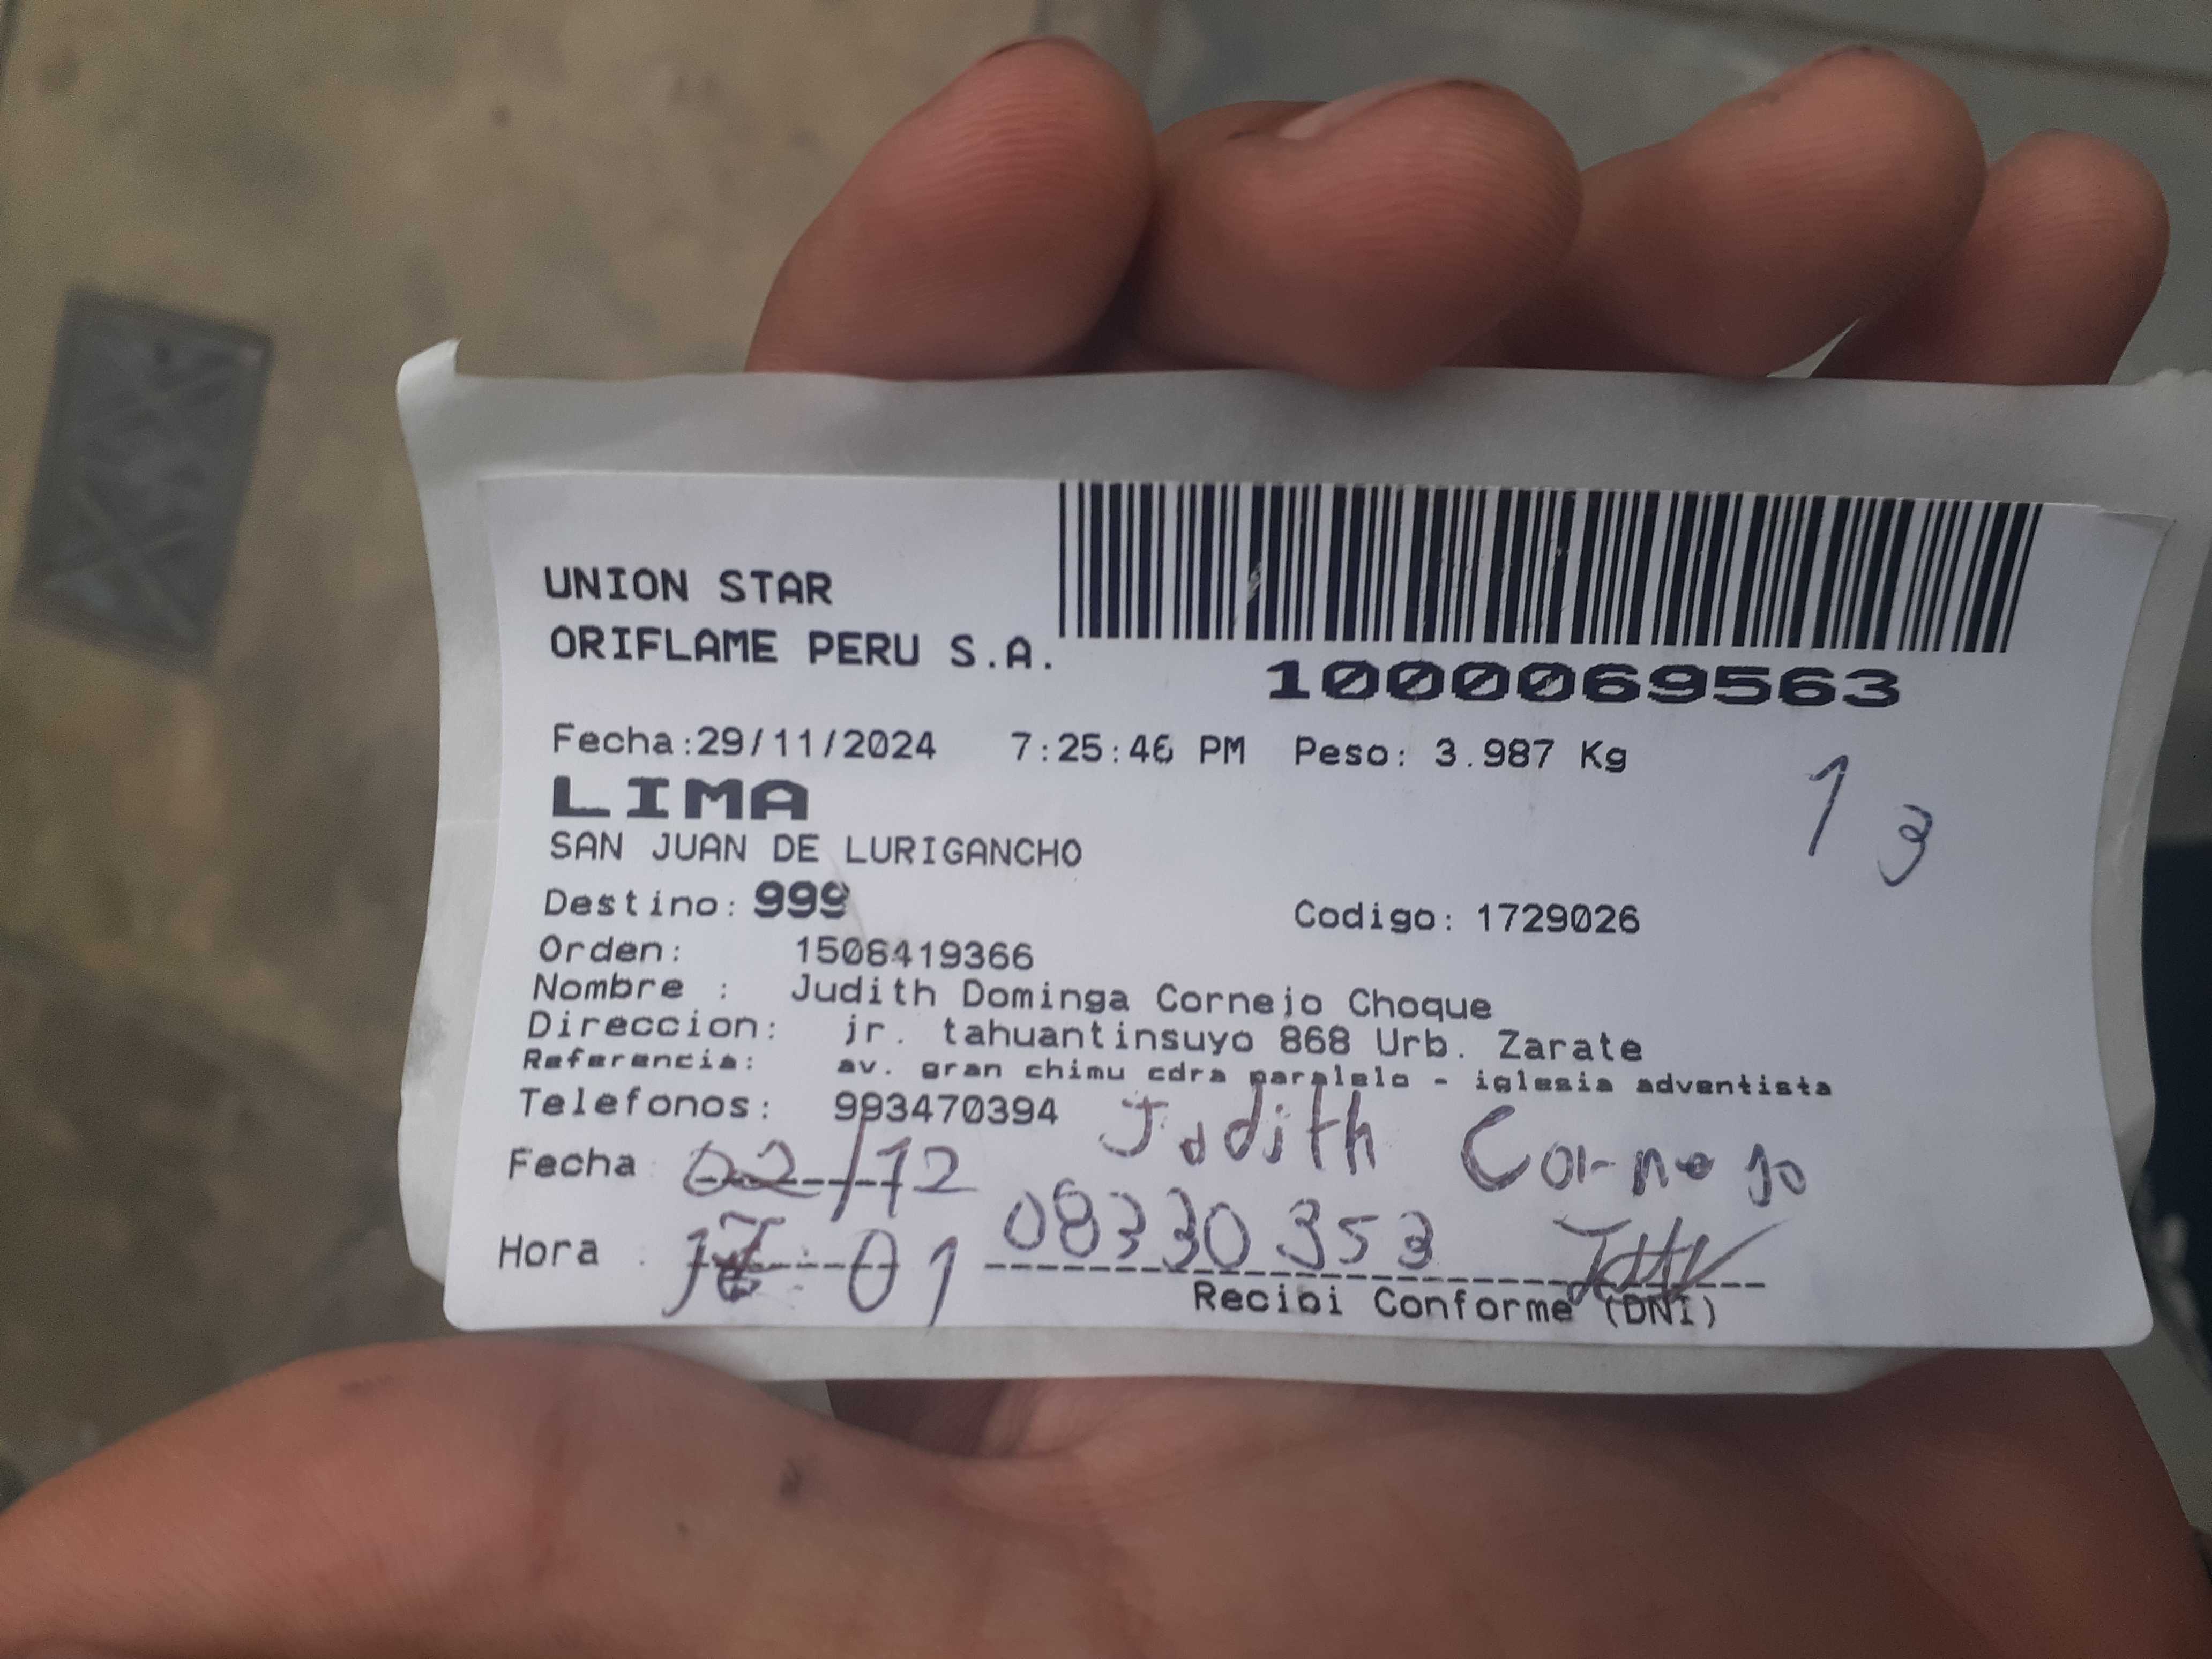 UNION STAR
ORIFLAME PERU S.A.
1000069563
Fecha:29/11/2024 7:25:46 PM Peso: 3.987 Kg
LIMA
1 3
SAN JUAN DE LURIGANCHO
Destino: 999 Codigo: 1729026
Orden: 1506419366
Nombre : Judith Dominga Cornejo Choque
Direccion: jr. tahuantinsuyo 868 Urb. Zarate
Referencia: av. gran chimu cdra paralelo - iglesia adventista
Telefonos: 993470394
Judith Cornejo
Fecha : 02/12
08330353
Hora : : 01
Recibi Conforme (DNI)